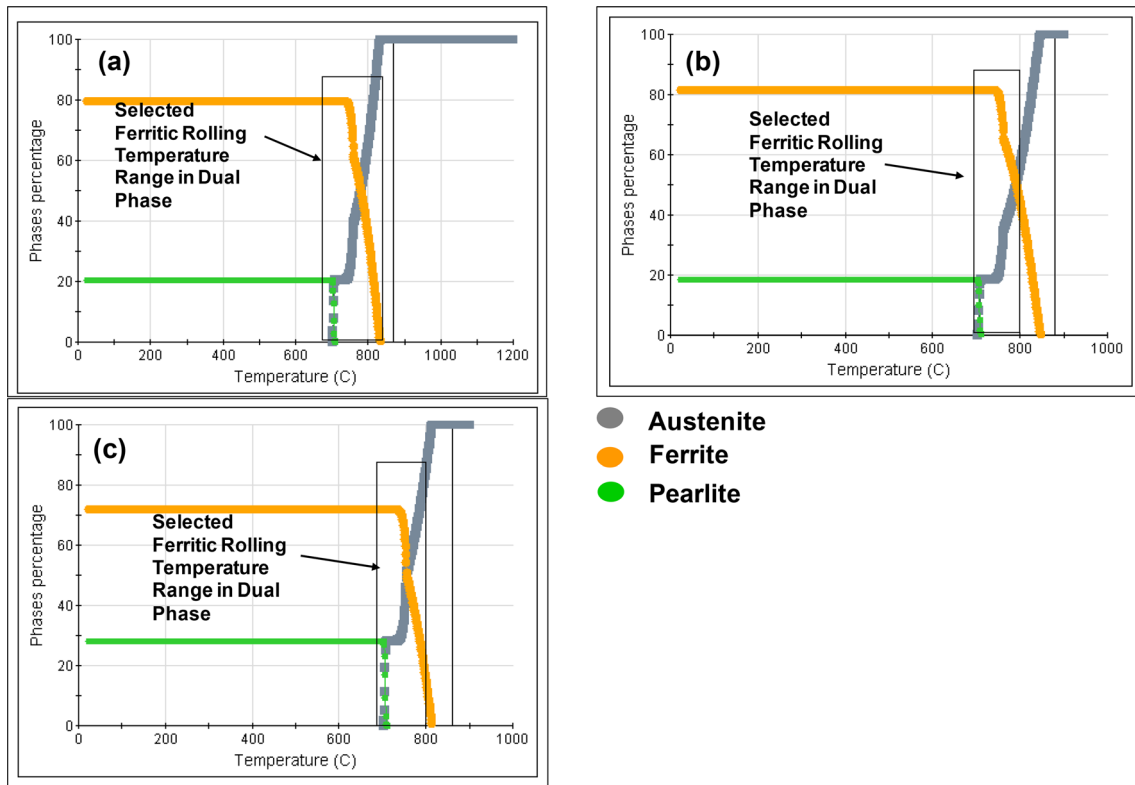 (a)
100
80
60
40
20
0
Phases percentage
Selected
Ferritic Rolling
Temperature
Range in Dual
Phase
0 200 400 600 800 1000 1200
Temperature (C)
(b)
100
80
60
40
20
0
Phases percentage
Selected
Ferritic Rolling
Temperature
Range in Dual
Phase
0 200 400 600 800 1000
Temperature (C)
(c)
100
80
60
40
20
0
Phases percentage
Selected
Ferritic Rolling
Temperature
Range in Dual
Phase
0 200 400 600 800 1000
Temperature (C)
Austenite
Ferrite
Pearlite